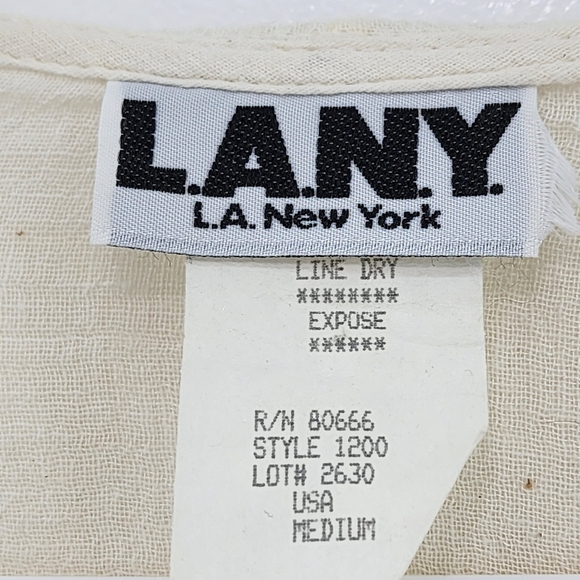 L.A.N.Y.
L.A. New York
LINE DRY
********
EXPOSE
******
R/N 80666
STYLE 1200
LOT# 2630
USA
MEDIUM